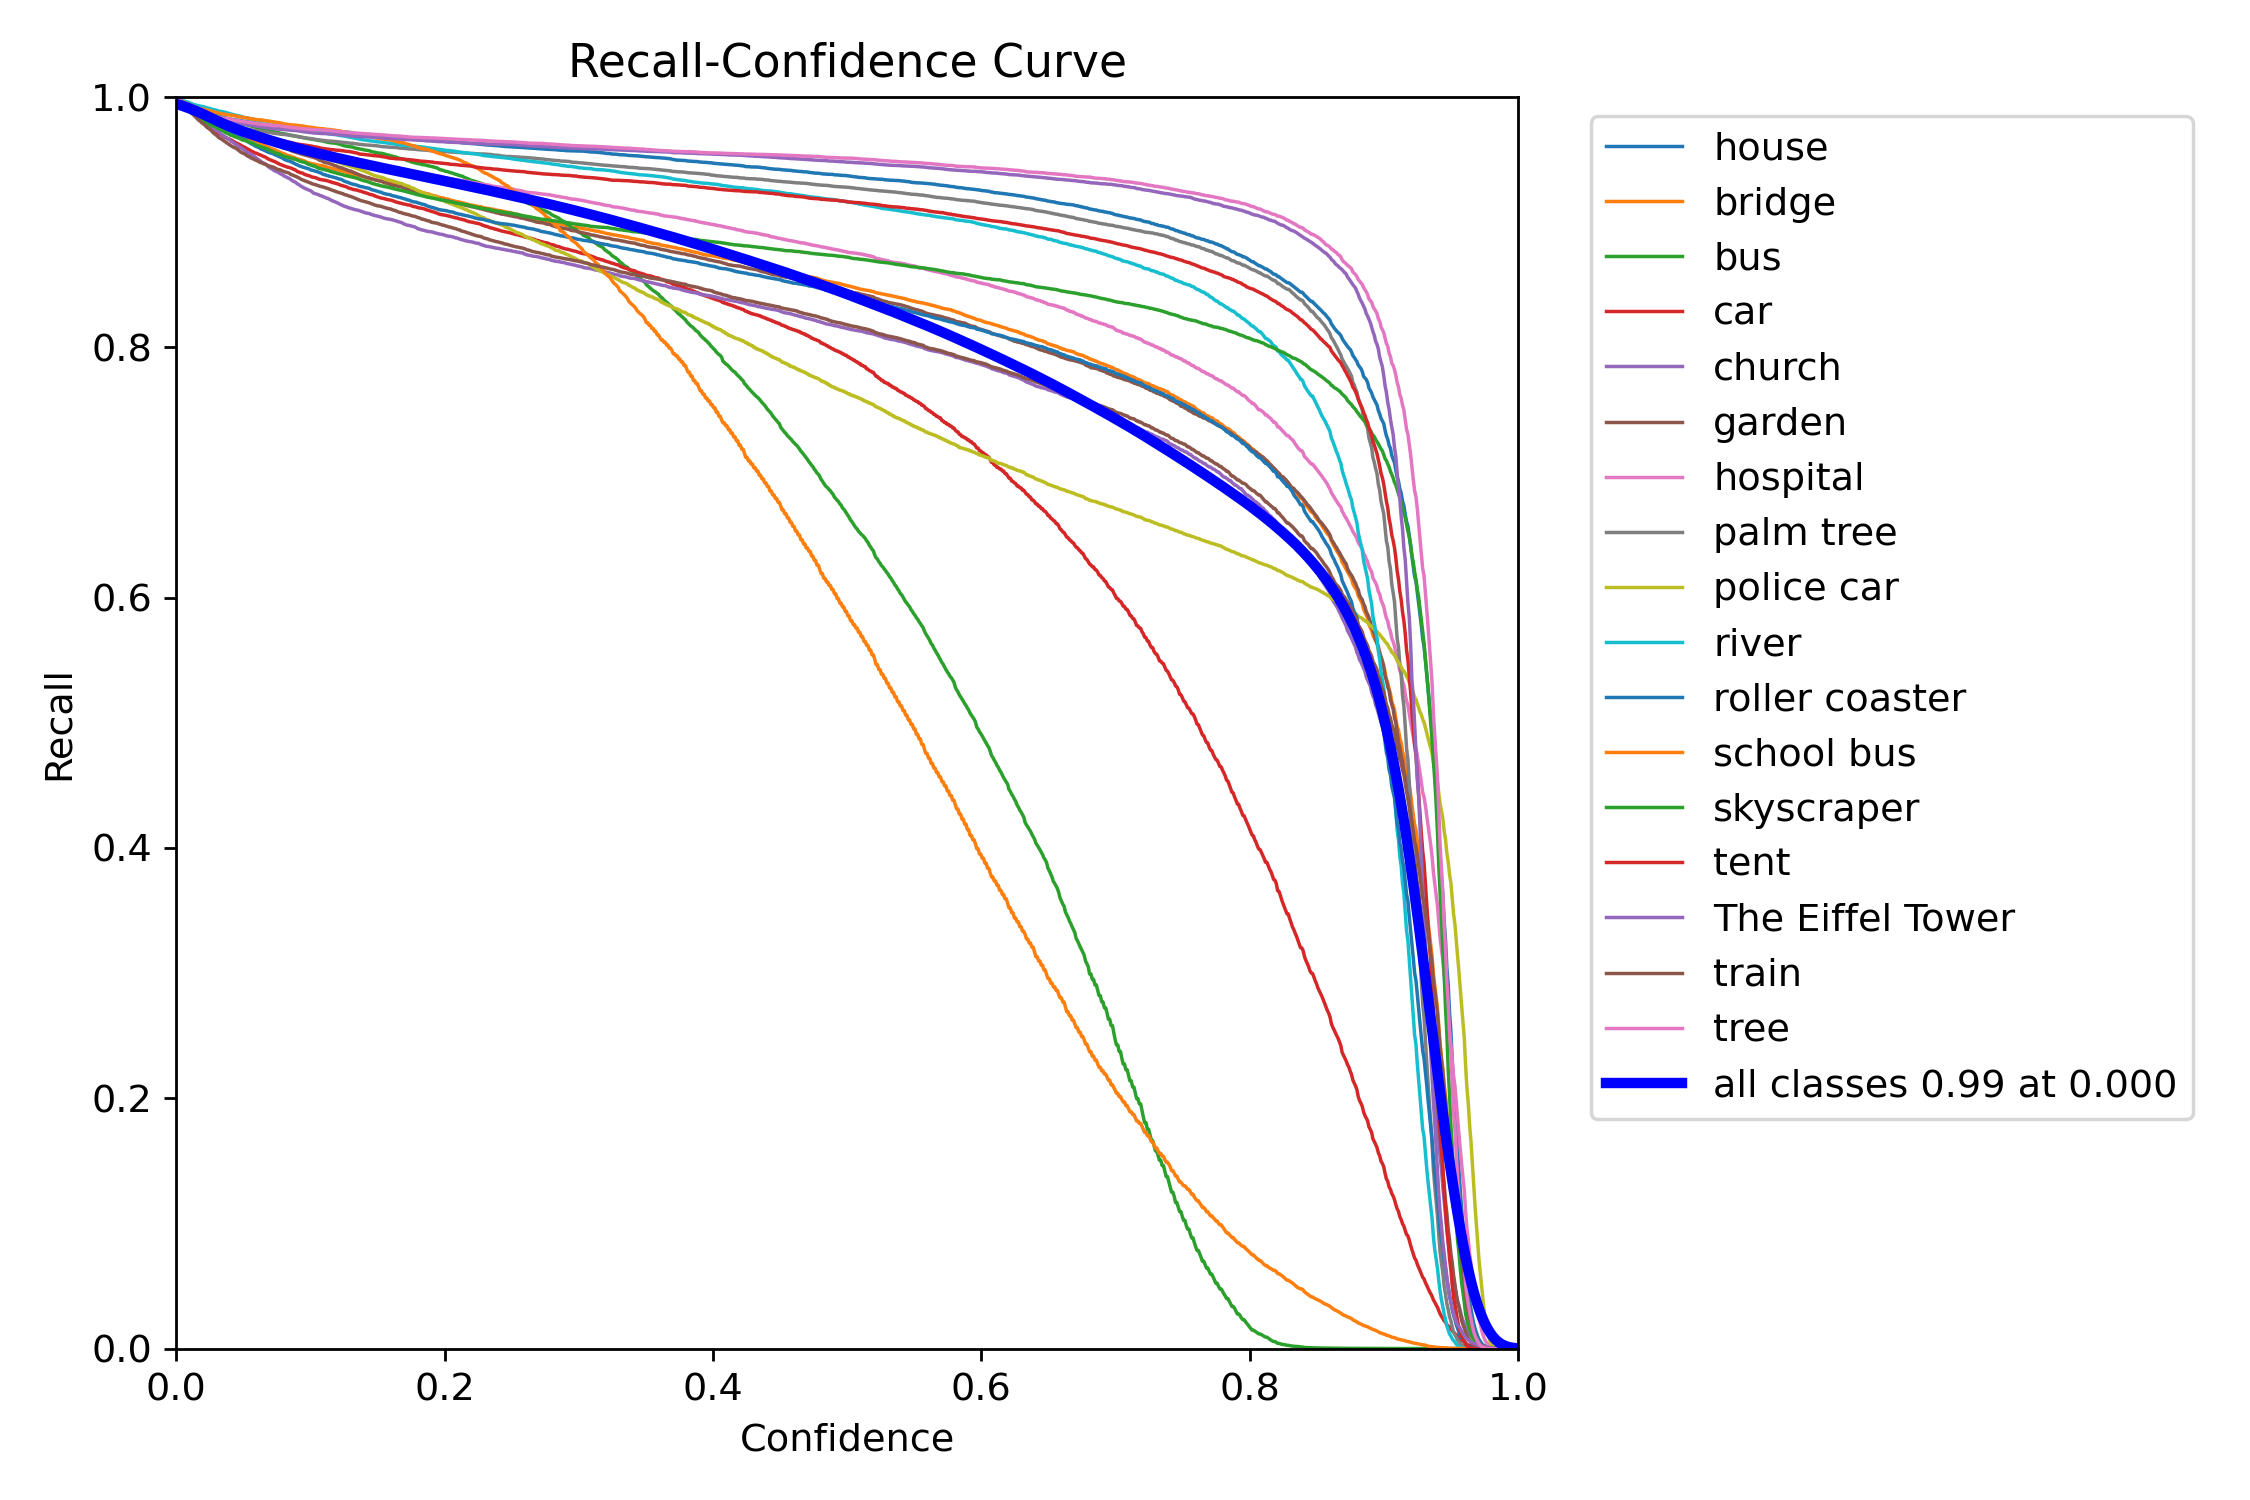 Recall-Confidence Curve
1.0
0.8
0.6
0.4
0.2
0.0
Recall
0.0 0.2 0.4 0.6 0.8 1.0
Confidence
house
bridge
bus
car
church
garden
hospital
palm tree
police car
river
roller coaster
school bus
skyscraper
tent
The Eiffel Tower
train
tree
all classes 0.99 at 0.000